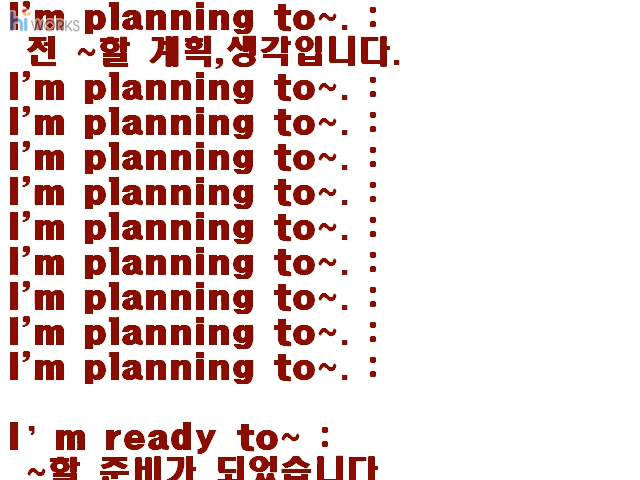 I'm planning to~. :
hi WORKS
전 ~할 계획,생각입니다.
I'm planning to~. :
I'm planning to~. :
I'm planning to~. :
I'm planning to~. :
I'm planning to~. :
I'm planning to~. :
I'm planning to~. :
I'm planning to~. :
I'm planning to~. :
I' m ready to~ :
~할 준비가 되었습니다